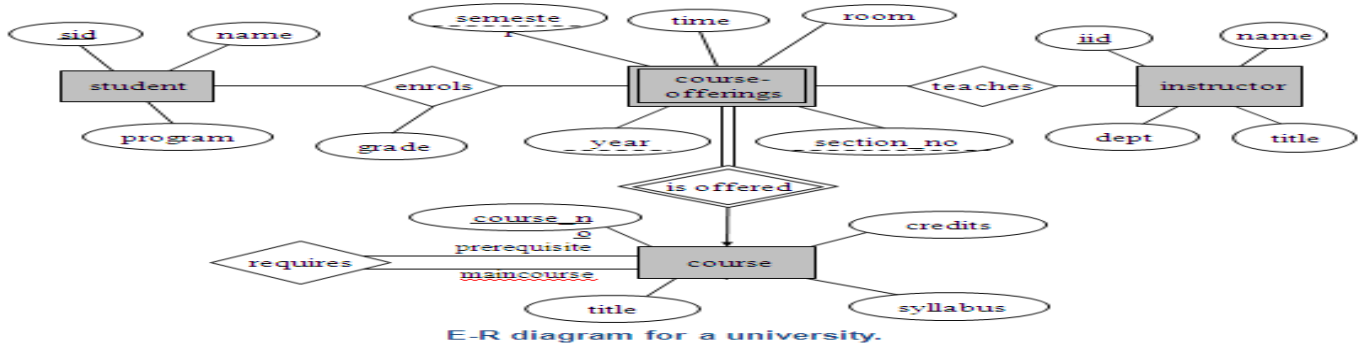 sid
name
semeste
r
time
room
iid
name
student
enrols
course-
offerings
teaches
instructor
program
grade
year
section_no
dept
title
is offered
course_n
o
prerequisite
maincourse
requires
course
credits
title
syllabus
E-R diagram for a university.